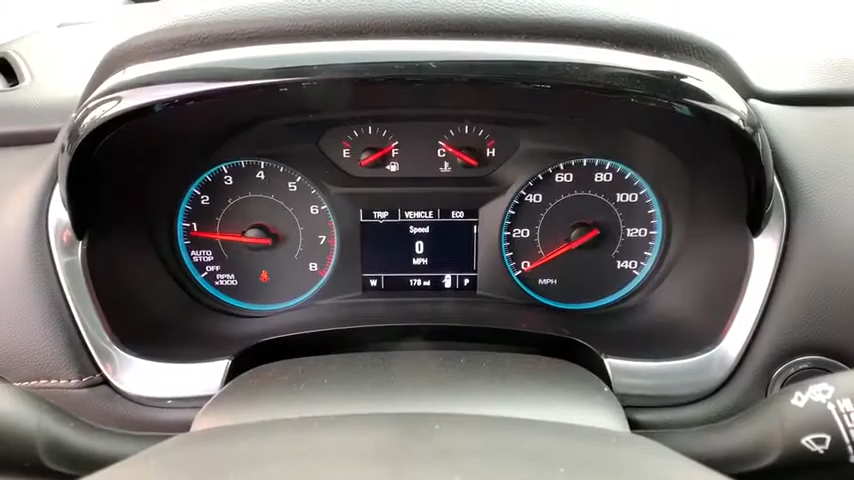 E F
C H
1 2 3 4 5 6 7 8
AUTO
STOP
OFF
RPM
x1000
TRIP VEHICLE ECO
Speed
0
MPH
W 178 mi P
0 20 40 60 80 100 120 140
MPH